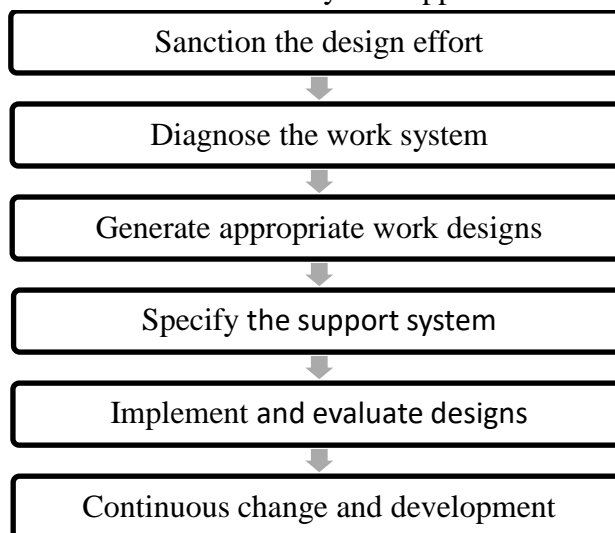 Sanction the design effort
Diagnose the work system
Generate appropriate work designs
Specify the support system
Implement and evaluate designs
Continuous change and development